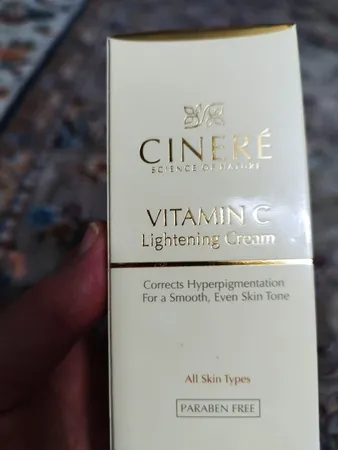 CINERÉ
SCIENCE OF NATURE
VITAMIN C
Lightening Cream
Corrects Hyperpigmentation
For a Smooth, Even Skin Tone
All Skin Types
PARABEN FREE